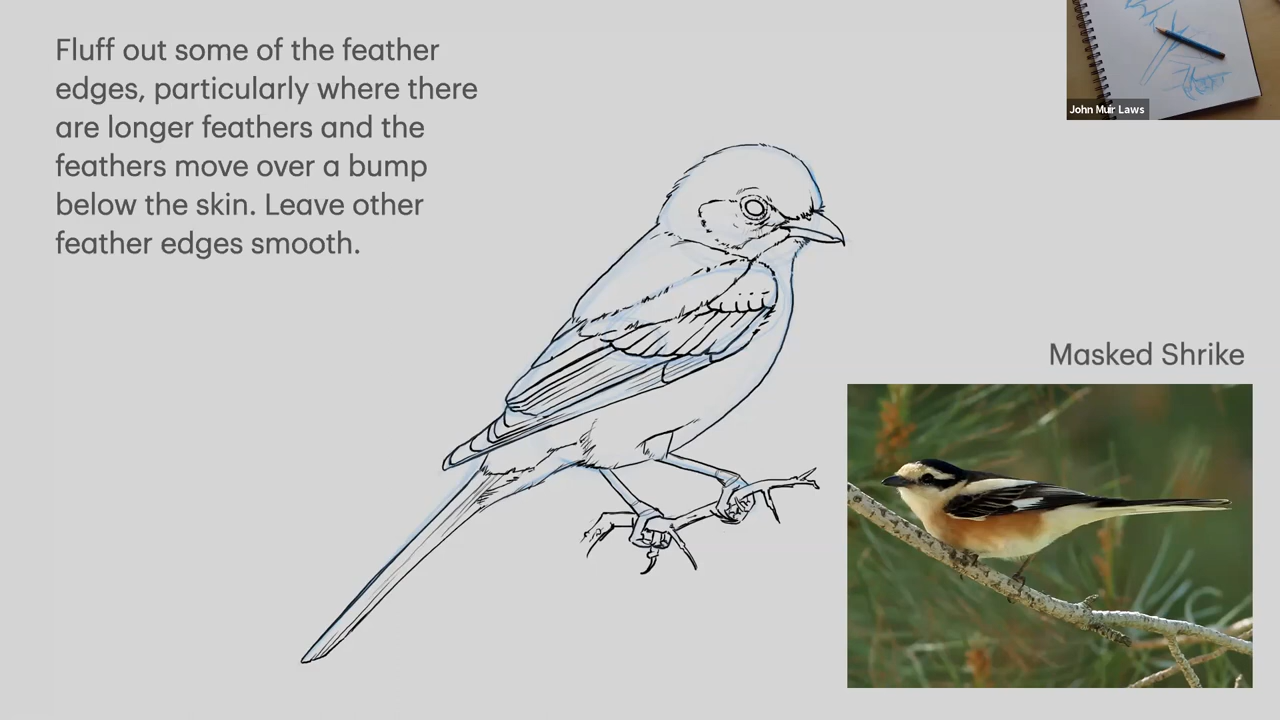 Fluff out some of the feather
edges, particularly where there
are longer feathers and the
feathers move over a bump
below the skin. Leave other
feather edges smooth.
John Muir Laws
Masked Shrike